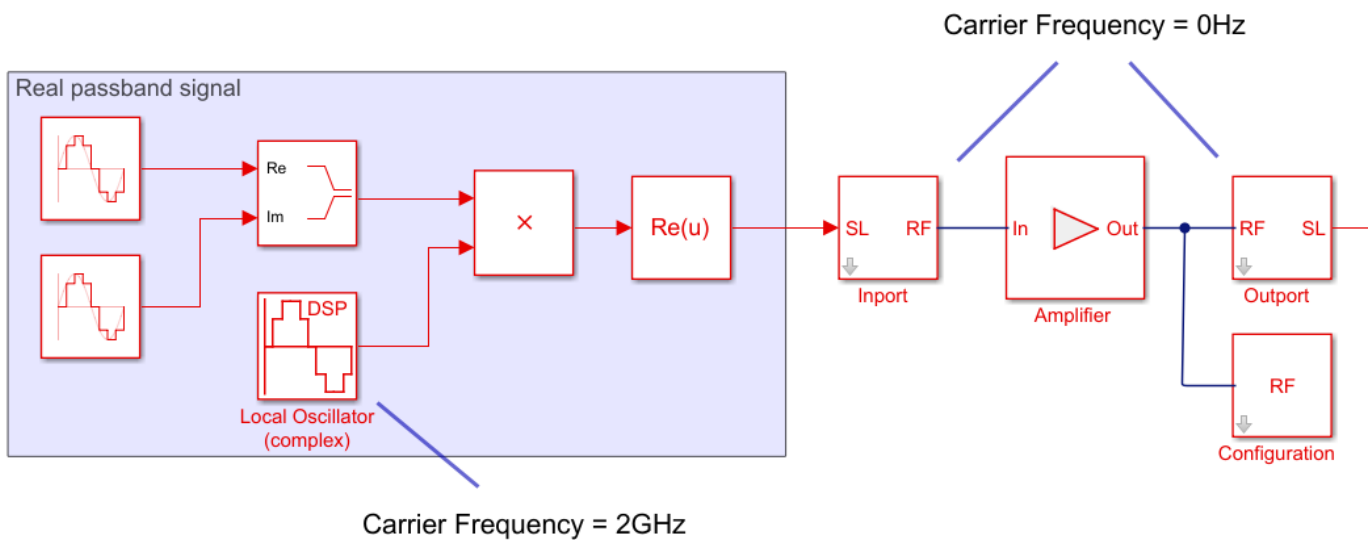 Carrier Frequency = 0Hz
Real passband signal
Re
Im
×
Re(u)
SL RF
Inport
In Out
Amplifier
RF SL
Outport
DSP
Local Oscillator
(complex)
RF
Configuration
Carrier Frequency = 2GHz